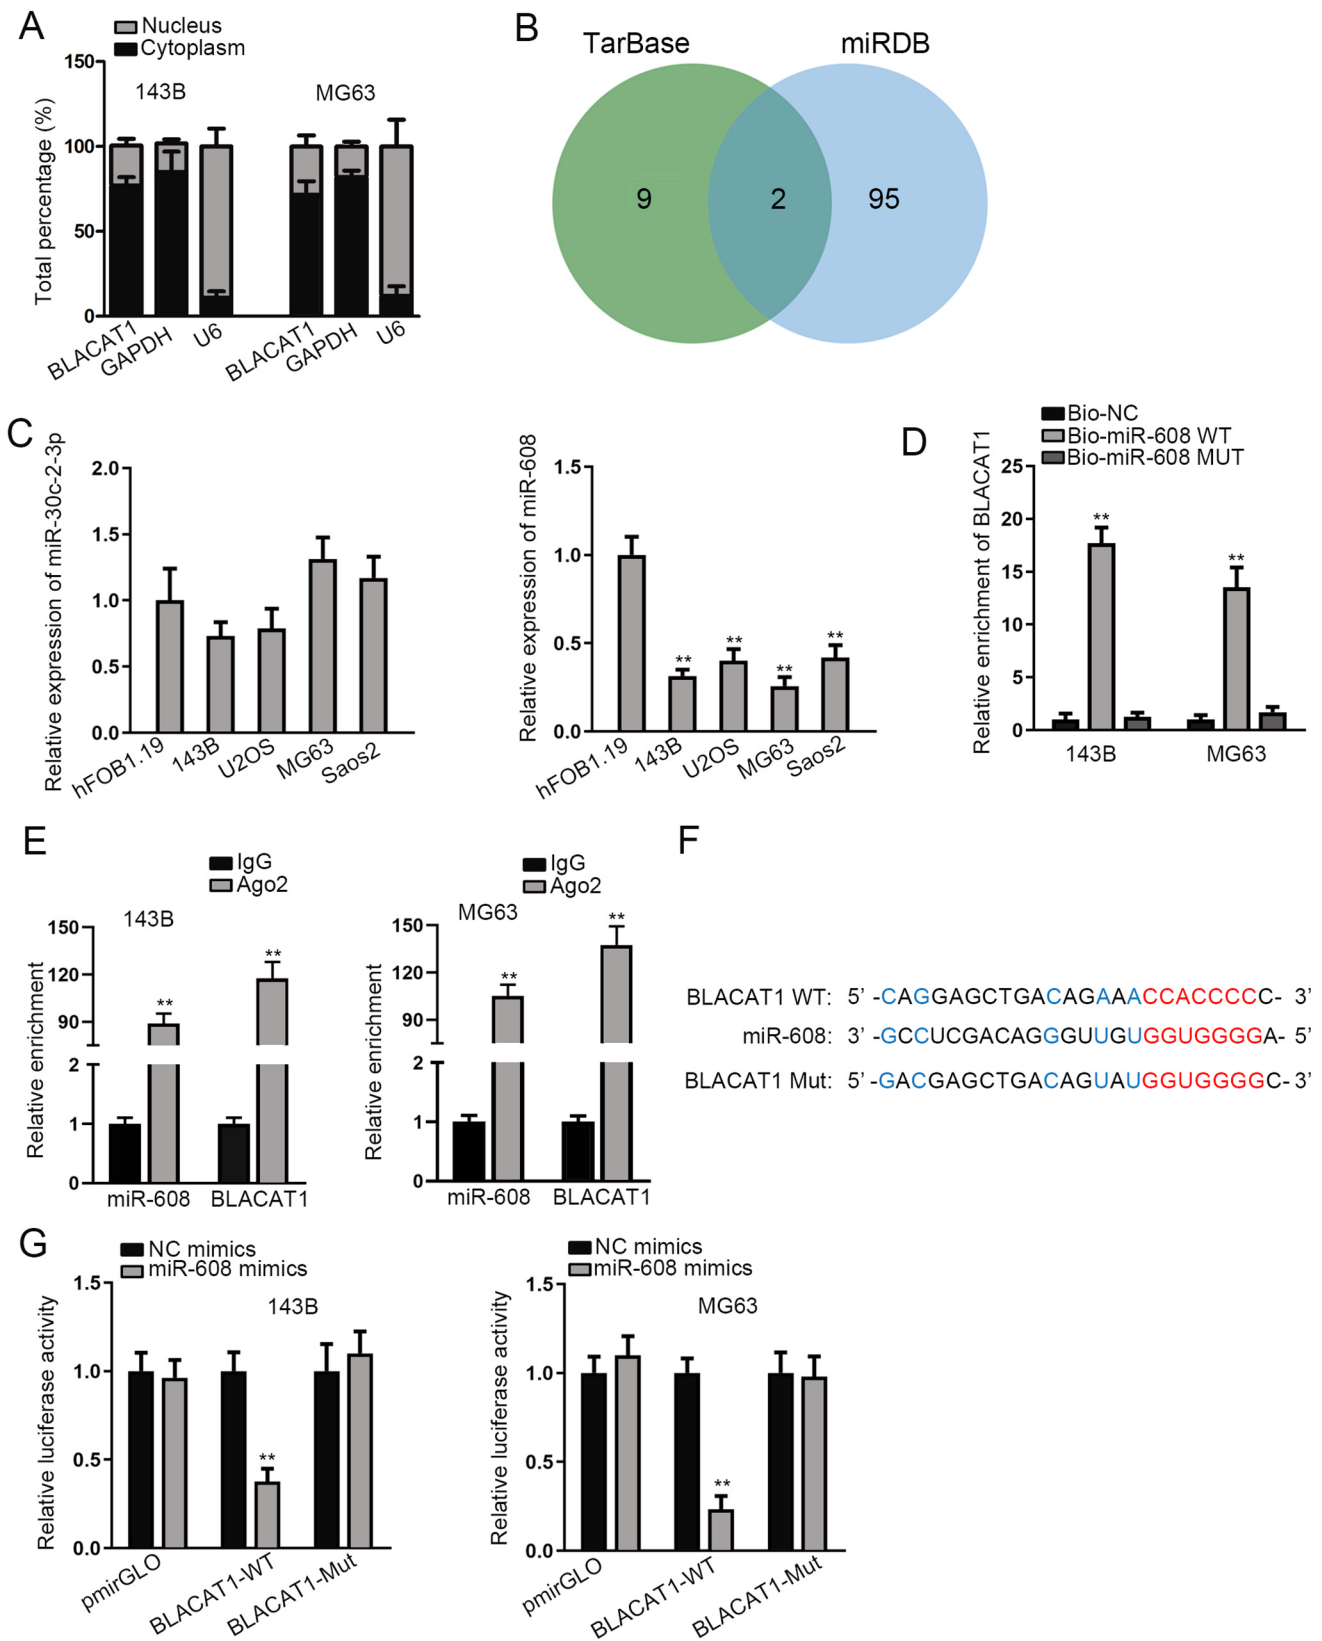 A
Nucleus
Cytoplasm
Total percentage (%)
150
100
50
0
143B
MG63
BLACAT1
GAPDH
U6
BLACAT1
GAPDH
U6
B
TarBase
miRDB
9
2
95
C
Relative expression of miR-30c-2-3p
2.0
1.5
1.0
0.5
0.0
hFOB1.19
143B
U2OS
MG63
Saos2
Relative expression of miR-608
1.5
1.0
0.5
0.0
**
**
**
**
hFOB1.19
143B
U2OS
MG63
Saos2
D
Bio-NC
Bio-miR-608 WT
Bio-miR-608 MUT
Relative enrichment of BLACAT1
25
20
15
10
5
0
**
**
143B
MG63
E
IgG
Ago2
143B
Relative enrichment
150
120
90
2
1
0
**
**
miR-608
BLACAT1
IgG
Ago2
MG63
Relative enrichment
150
120
90
2
1
0
**
**
miR-608
BLACAT1
F
BLACAT1 WT: 5’ -CAGGAGCTGACAGAAACCACCCCC- 3’
miR-608: 3’ -GCCUCGACAGGGUUGUGGUGGGGA- 5’
BLACAT1 Mut: 5’ -GACGAGCTGACAGUAUGGUGGGGC- 3’
G
NC mimics
miR-608 mimics
143B
Relative luciferase activity
1.5
1.0
0.5
0.0
**
pmirGLO
BLACAT1-WT
BLACAT1-Mut
NC mimics
miR-608 mimics
MG63
Relative luciferase activity
1.5
1.0
0.5
0.0
**
pmirGLO
BLACAT1-WT
BLACAT1-Mut